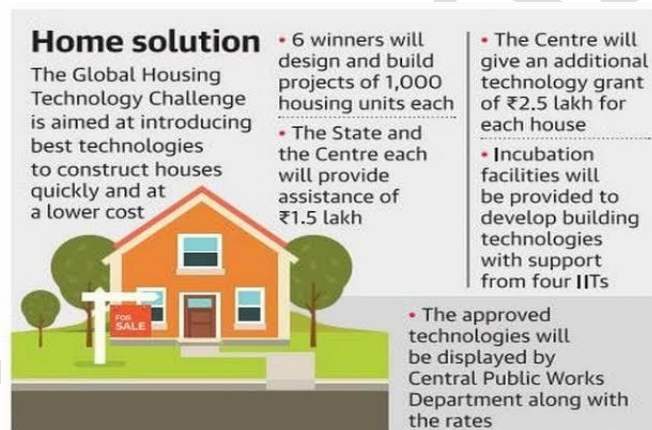 Home solution
The Global Housing
Technology Challenge
is aimed at introducing
best technologies
to construct houses
quickly and at
a lower cost
• 6 winners will
design and build
projects of 1,000
housing units each
• The State and
the Centre each
will provide
assistance of
₹1.5 lakh
• The Centre will
give an additional
technology grant
of ₹2.5 lakh for
each house
• Incubation
facilities will
be provided to
develop building
technologies
with support
from four IITs
• The approved
technologies will
be displayed by
Central Public Works
Department along with
the rates
FOR
SALE